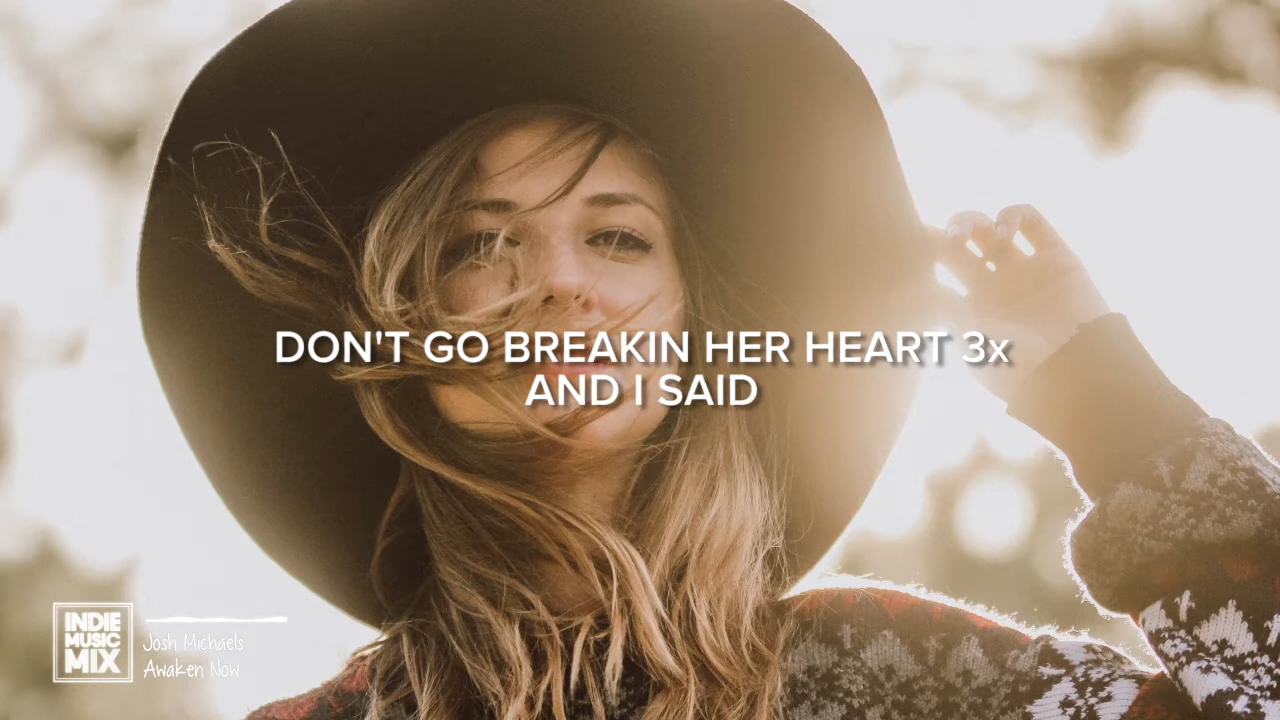 DON'T GO BREAKIN HER HEART 3x
AND I SAID
INDIE
MUSIC
MIX
Josh Michaels
Awaken Now